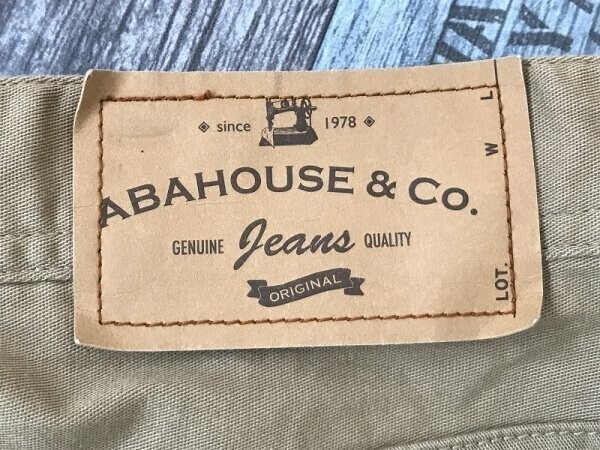 since 1978
ABAHOUSE & Co.
GENUINE Jeans QUALITY
ORIGINAL
LOT. W L